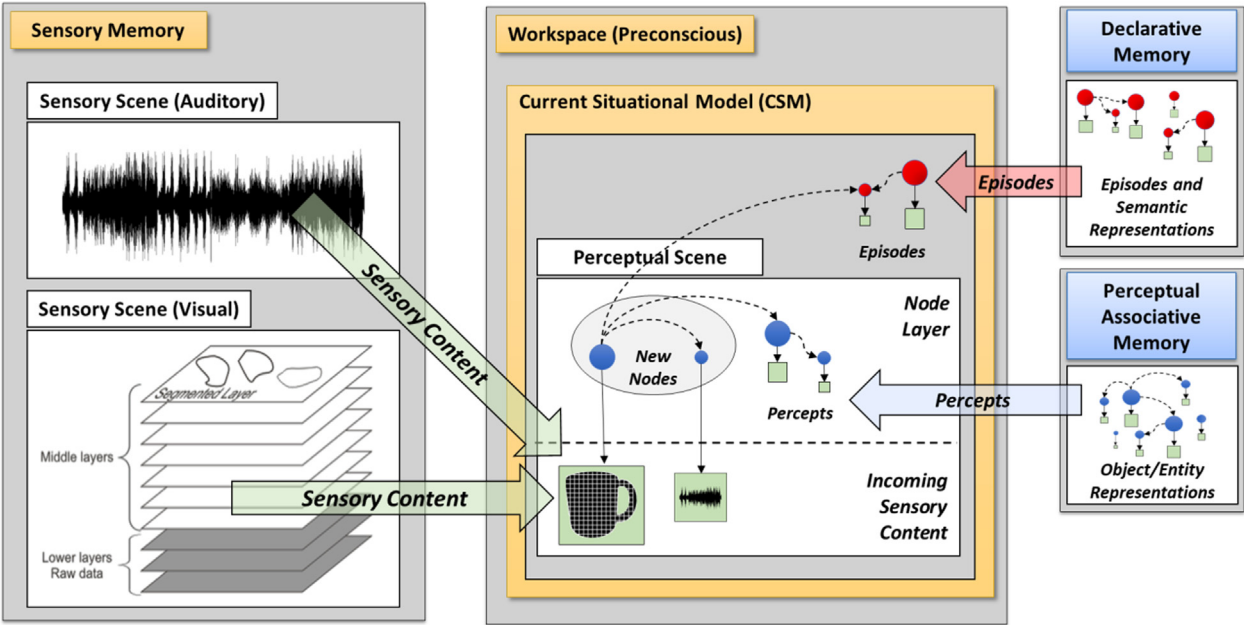 Sensory Memory
Sensory Scene (Auditory)
Sensory Scene (Visual)
Segmented Layer
Middle layers
Lower layers
Raw data
Sensory Content
Sensory Content
Workspace (Preconscious)
Current Situational Model (CSM)
Episodes
Perceptual Scene
Node
Layer
New
Nodes
Percepts
Incoming
Sensory
Content
Episodes
Percepts
Declarative
Memory
Episodes and
Semantic
Representations
Perceptual
Associative
Memory
Object/Entity
Representations